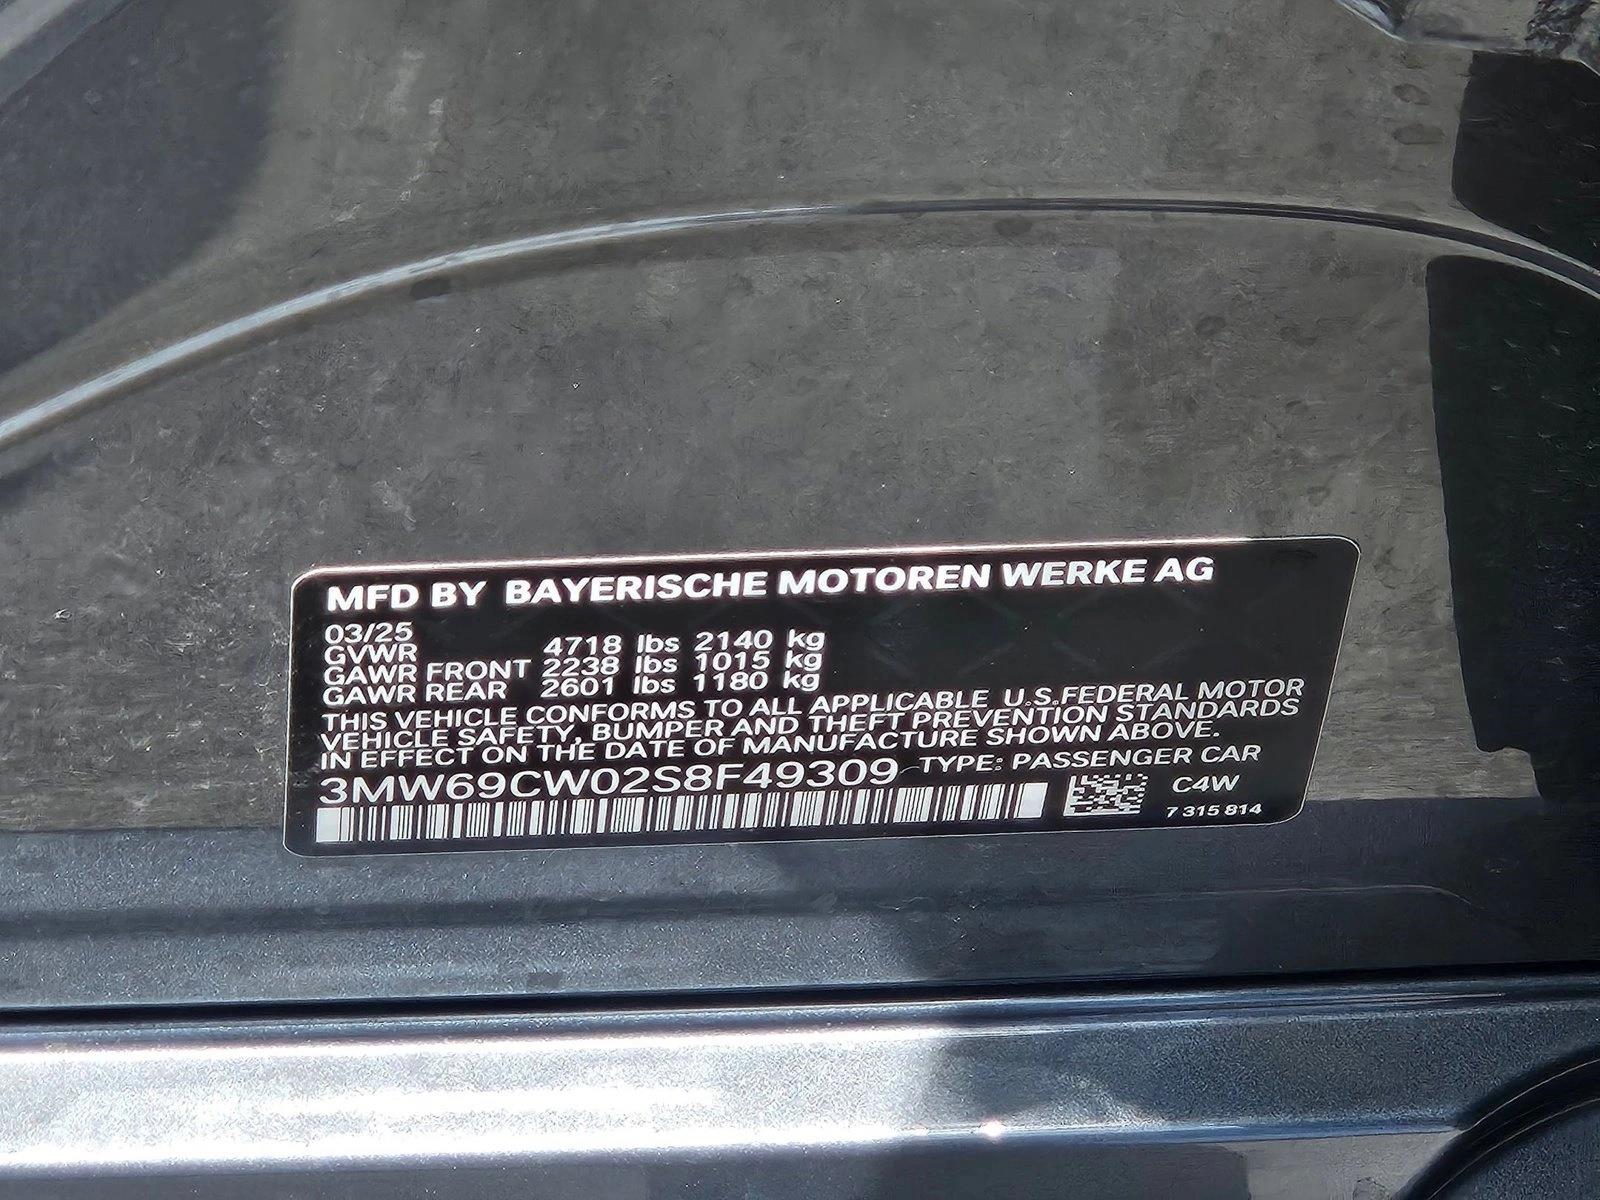 MFD BY BAYERISCHE MOTOREN WERKE AG
03/25
GVWR 4718 lbs 2140 kg
GAWR FRONT 2238 lbs 1015 kg
GAWR REAR 2601 lbs 1180 kg
THIS VEHICLE CONFORMS TO ALL APPLICABLE U.S.FEDERAL MOTOR
VEHICLE SAFETY, BUMPER AND THEFT PREVENTION STANDARDS
IN EFFECT ON THE DATE OF MANUFACTURE SHOWN ABOVE.
3MW69CW02S8F49309 TYPE: PASSENGER CAR
C4W
7 315 814